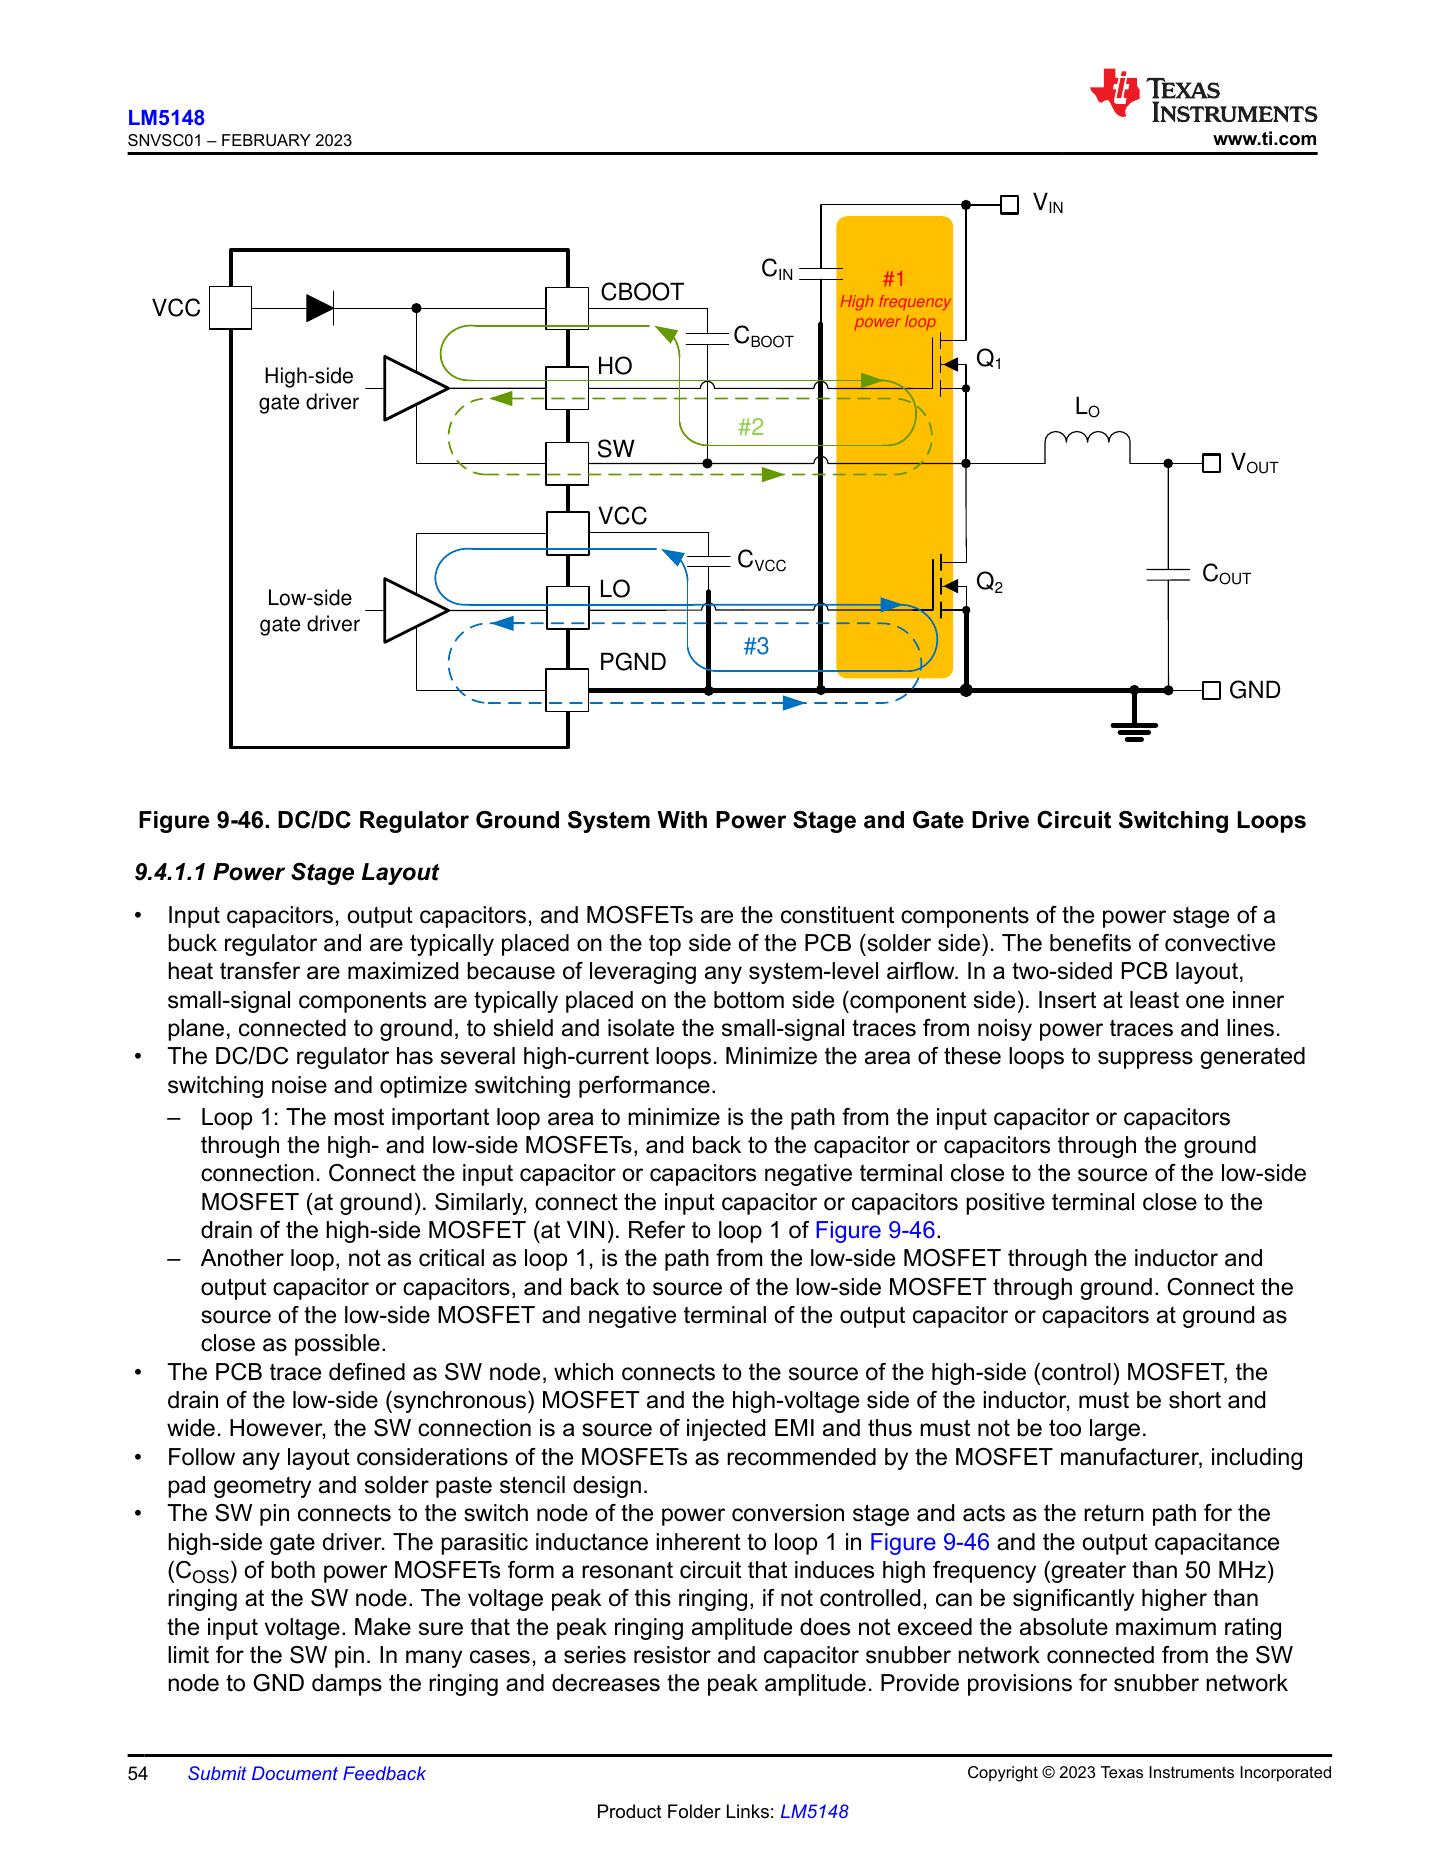 LM5148
SNVSC01 – FEBRUARY 2023
TEXAS
INSTRUMENTS
www.ti.com
VIN
CIN
#1
High frequency
power loop
VCC
CBOOT
CBOOT
High-side
gate driver
HO
Q1
LO
#2
SW
VOUT
VCC
CVCC
Low-side
gate driver
LO
Q2
COUT
#3
PGND
GND
Figure 9-46. DC/DC Regulator Ground System With Power Stage and Gate Drive Circuit Switching Loops
9.4.1.1 Power Stage Layout
• Input capacitors, output capacitors, and MOSFETs are the constituent components of the power stage of a
buck regulator and are typically placed on the top side of the PCB (solder side). The benefits of convective
heat transfer are maximized because of leveraging any system-level airflow. In a two-sided PCB layout,
small-signal components are typically placed on the bottom side (component side). Insert at least one inner
plane, connected to ground, to shield and isolate the small-signal traces from noisy power traces and lines.
• The DC/DC regulator has several high-current loops. Minimize the area of these loops to suppress generated
switching noise and optimize switching performance.
– Loop 1: The most important loop area to minimize is the path from the input capacitor or capacitors
through the high- and low-side MOSFETs, and back to the capacitor or capacitors through the ground
connection. Connect the input capacitor or capacitors negative terminal close to the source of the low-side
MOSFET (at ground). Similarly, connect the input capacitor or capacitors positive terminal close to the
drain of the high-side MOSFET (at VIN). Refer to loop 1 of Figure 9-46.
– Another loop, not as critical as loop 1, is the path from the low-side MOSFET through the inductor and
output capacitor or capacitors, and back to source of the low-side MOSFET through ground. Connect the
source of the low-side MOSFET and negative terminal of the output capacitor or capacitors at ground as
close as possible.
• The PCB trace defined as SW node, which connects to the source of the high-side (control) MOSFET, the
drain of the low-side (synchronous) MOSFET and the high-voltage side of the inductor, must be short and
wide. However, the SW connection is a source of injected EMI and thus must not be too large.
• Follow any layout considerations of the MOSFETs as recommended by the MOSFET manufacturer, including
pad geometry and solder paste stencil design.
• The SW pin connects to the switch node of the power conversion stage and acts as the return path for the
high-side gate driver. The parasitic inductance inherent to loop 1 in Figure 9-46 and the output capacitance
(COSS) of both power MOSFETs form a resonant circuit that induces high frequency (greater than 50 MHz)
ringing at the SW node. The voltage peak of this ringing, if not controlled, can be significantly higher than
the input voltage. Make sure that the peak ringing amplitude does not exceed the absolute maximum rating
limit for the SW pin. In many cases, a series resistor and capacitor snubber network connected from the SW
node to GND damps the ringing and decreases the peak amplitude. Provide provisions for snubber network
54 Submit Document Feedback
Copyright © 2023 Texas Instruments Incorporated
Product Folder Links: LM5148